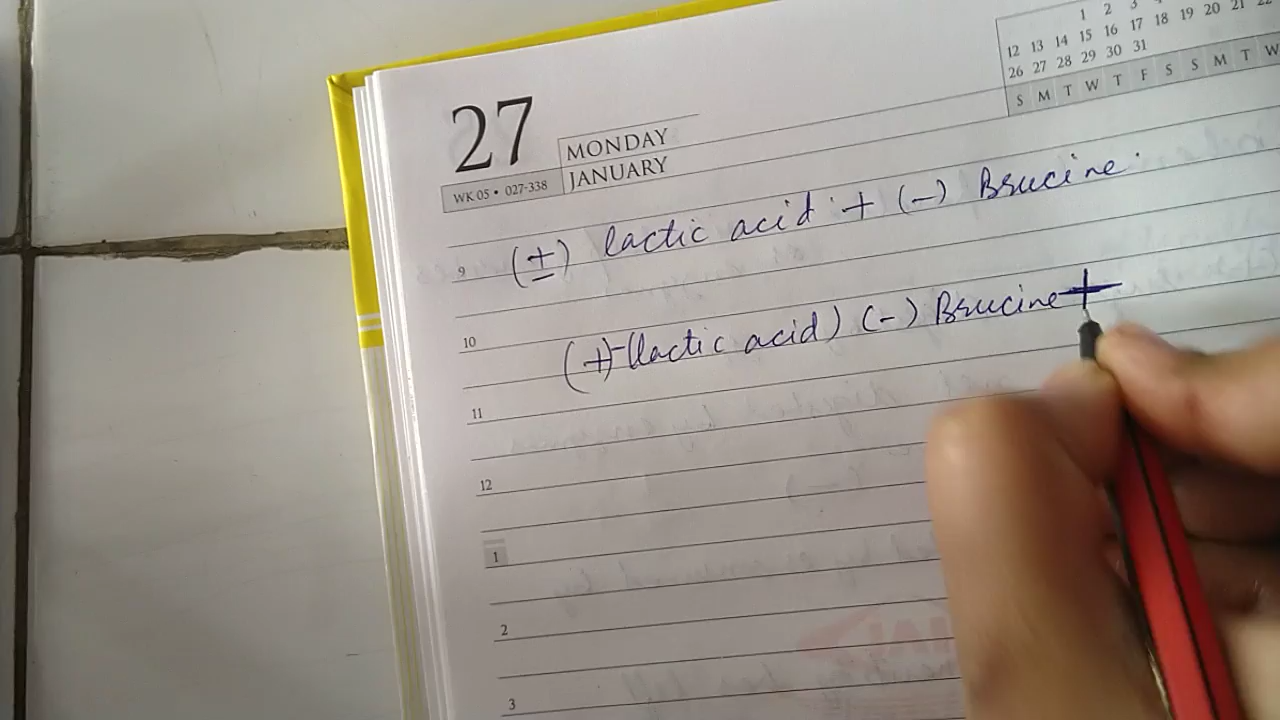 1 2 3
12 13 14 15 16 17 18 19 20 21 22
26 27 28 29 30 31
S M T W T F S S M T W
27
MONDAY
JANUARY
WK 05 • 027-338
9 (±) lactic acid + (-) Brucine
10 (+)-(lactic acid) (-) Brucine +
11
12
1
2
3